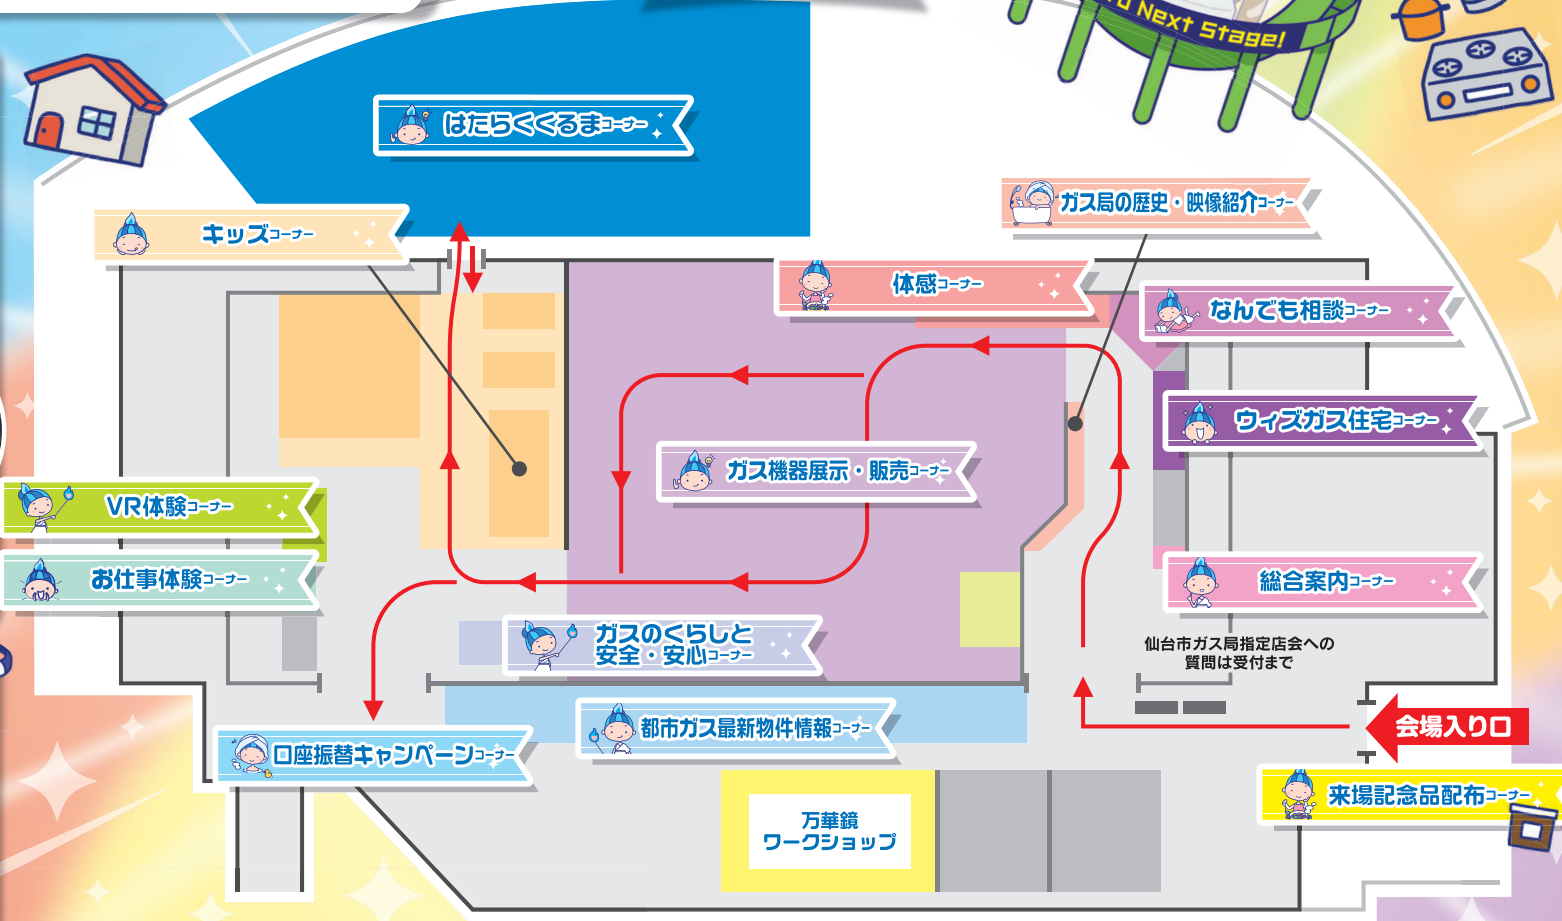 Next Stage!
はたらくくるまコーナー
キッズコーナー
ガス局の歴史・映像紹介コーナー
体感コーナー
なんでも相談コーナー
ウィズガス住宅コーナー
ガス機器展示・販売コーナー
VR体験コーナー
お仕事体験コーナー
総合案内コーナー
ガスのくらしと
安全・安心コーナー
仙台市ガス局指定店会への
質問は受付まで
都市ガス最新物件情報コーナー
口座振替キャンペーンコーナー
会場入り口
来場記念品配布コーナー
万華鏡
ワークショップ